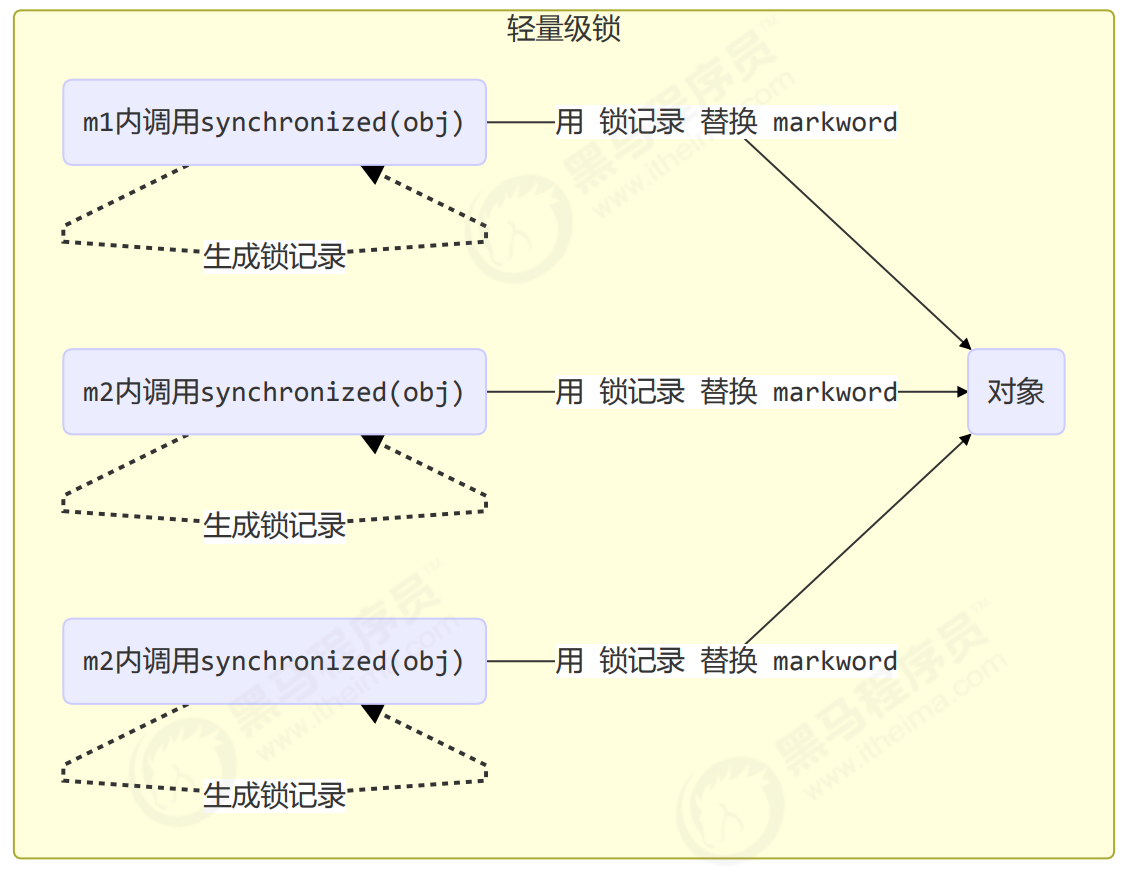 轻量级锁
m1内调用synchronized(obj)
用 锁记录 替换 markword
生成锁记录
m2内调用synchronized(obj)
用 锁记录 替换 markword
对象
生成锁记录
m2内调用synchronized(obj)
用 锁记录 替换 markword
生成锁记录
黑马程序员™
www.itheima.com
黑马程序员™
www.itheima.com
黑马程序员™
www.itheima.com